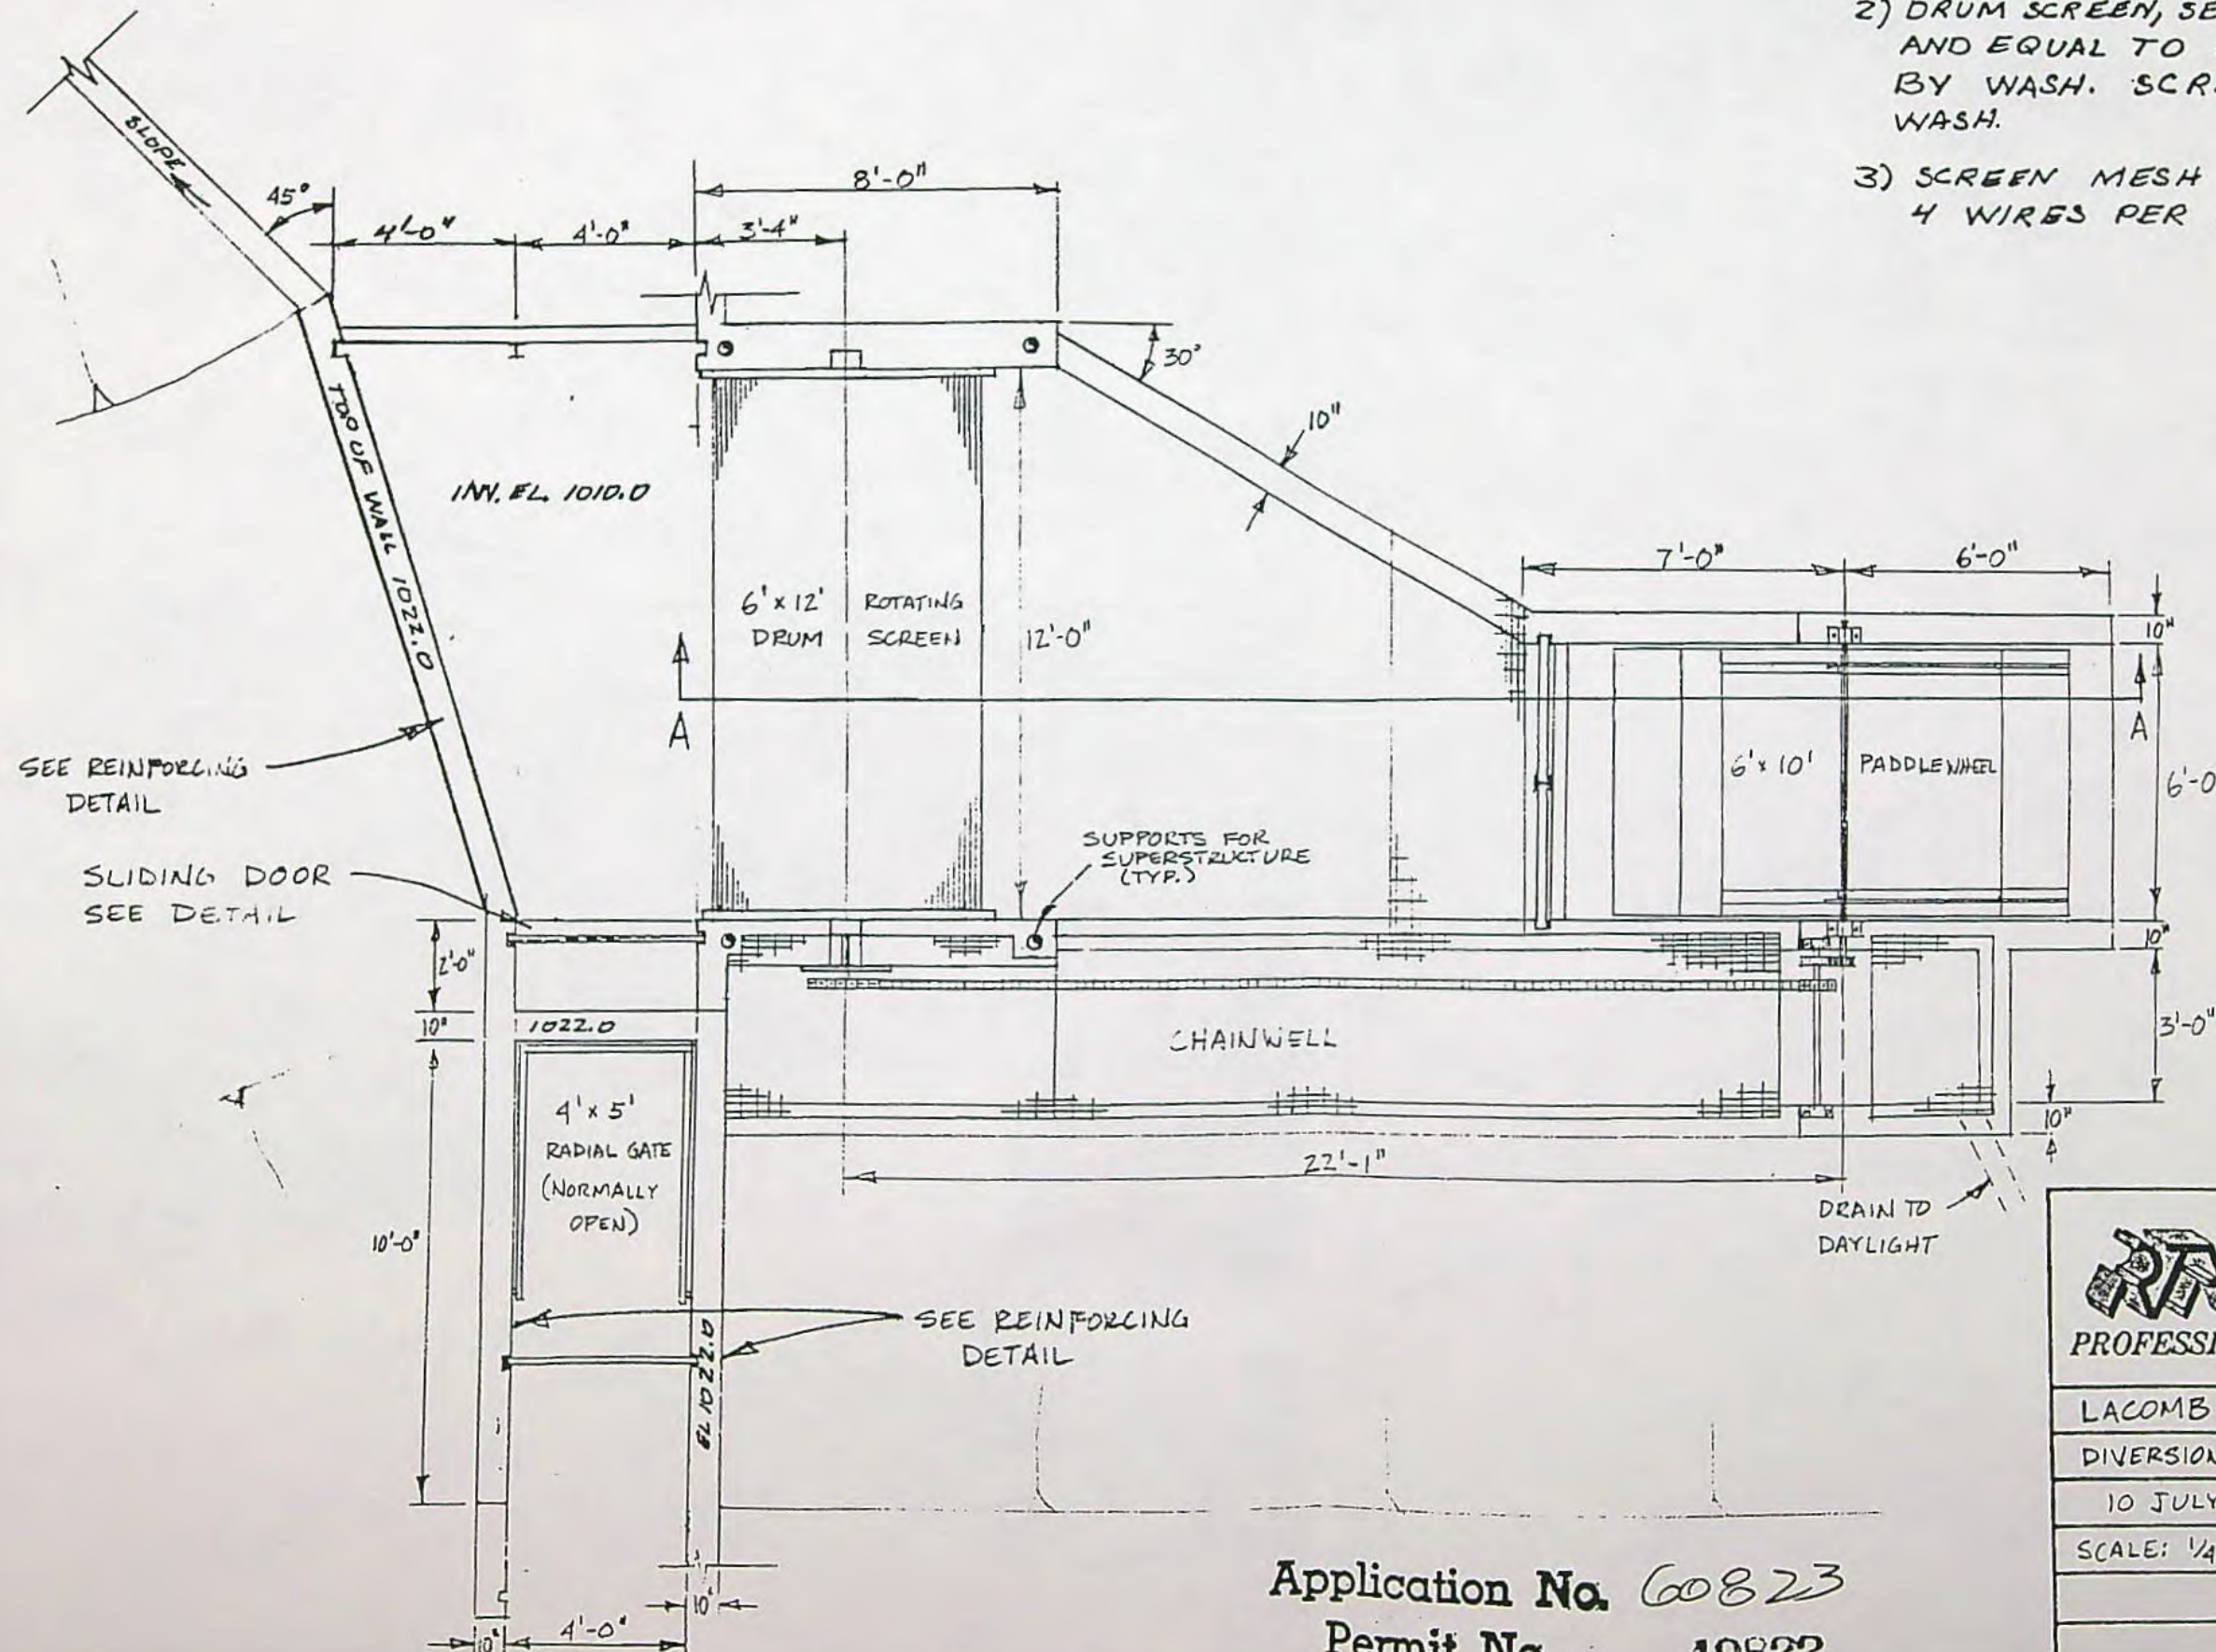 2) DRUM SCREEN, SE
AND EQUAL TO
BY WASH. SCR
WASH.
3) SCREEN MESH
4 WIRES PER
SLOPE
45°
4'-0"
4'-0"
3'-4"
8'-0"
30°
10"
TOP OF WALL 1022.0
INV. EL. 1010.0
6' x 12' ROTATING
DRUM SCREEN
12'-0"
7'-0"
6'-0"
10"
A
A
6' x 10' PADDLEWHEEL
6'-0
SEE REINFORCING
DETAIL
SLIDING DOOR
SEE DETAIL
SUPPORTS FOR
SUPERSTRUCTURE
(TYP.)
2'-0"
10"
10"
1022.0
CHAINWELL
3'-0"
4' x 5'
RADIAL GATE
(NORMALLY
OPEN)
10"
22'-1"
DRAIN TO
DAYLIGHT
10'-0"
SEE REINFORCING
DETAIL
EL 1022.0
10"
10"
4'-0"
PROFESSI
LACOMB
DIVERSION
10 JULY
SCALE: 1/4
Application No. 60823
Permit No.